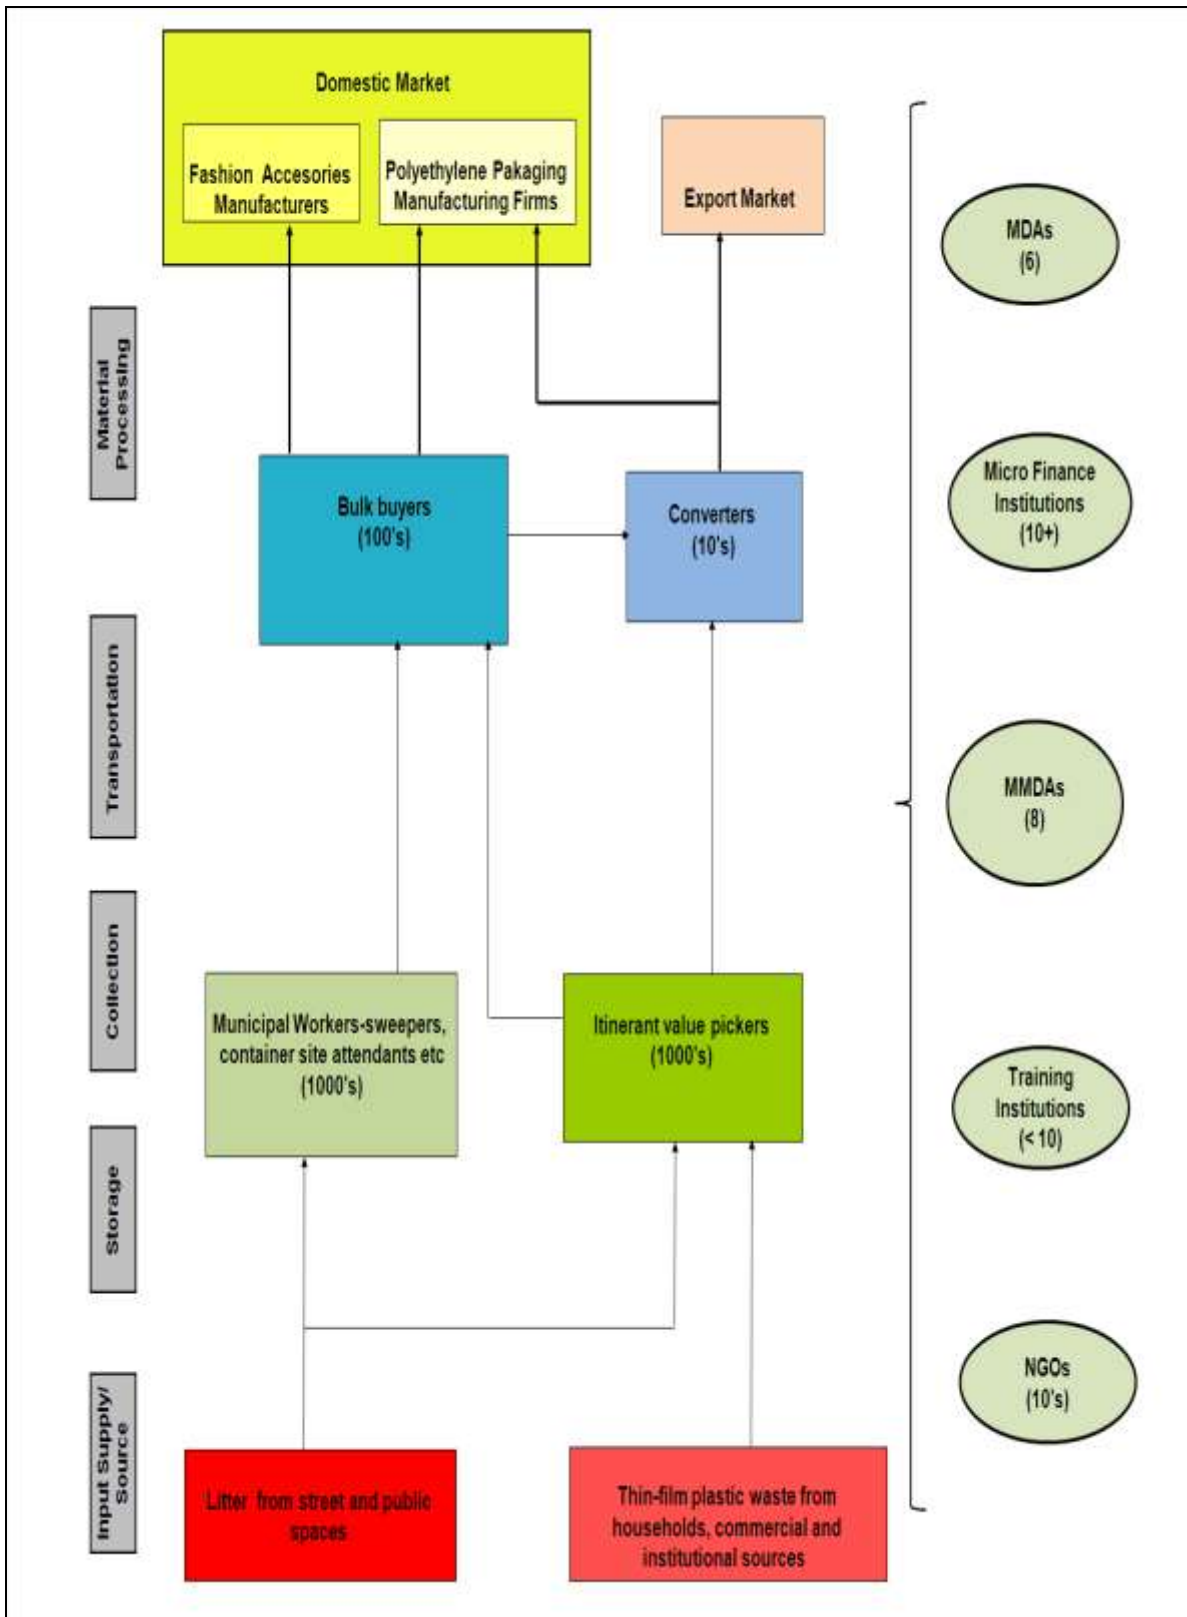 Domestic Market
Fashion Accesories
Manufacturers
Polyethylene Pakaging
Manufacturing Firms
Export Market
MDAs
(6)
Material
Processing
Bulk buyers
(100's)
Converters
(10's)
Micro Finance
Institutions
(10+)
Transportation
MMDAs
(8)
Collection
Municipal Workers-sweepers,
container site attendants etc
(1000's)
Itinerant value pickers
(1000's)
Training
Institutions
(< 10)
Storage
NGOs
(10's)
Input Supply/
Source
Litter from street and public
spaces
Thin-film plastic waste from
households, commercial and
institutional sources